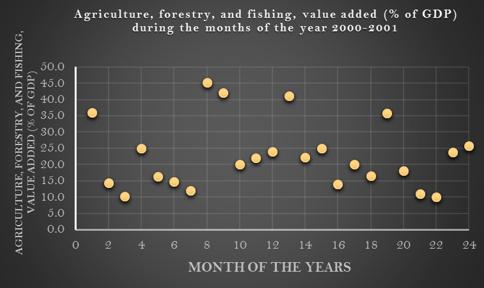 Agriculture, forestry, and fishing, value added (% of GDP)
during the months of the year 2000-2001
AGRICULTURE, FORESTRY, AND FISHING,
VALUE ADDED (% OF GDP)
50.0
45.0
40.0
35.0
30.0
25.0
20.0
15.0
10.0
5.0
0.0
0 2 4 6 8 10 12 14 16 18 20 22 24
MONTH OF THE YEARS